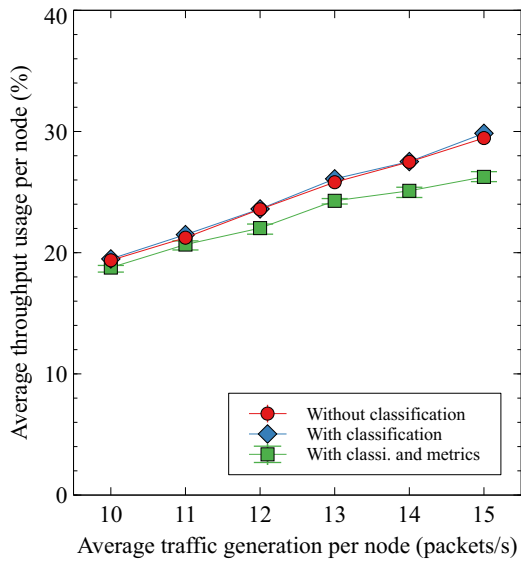 40
30
20
10
0
Average throughput usage per node (%)
Without classification
With classification
With classi. and metrics
10 11 12 13 14 15
Average traffic generation per node (packets/s)